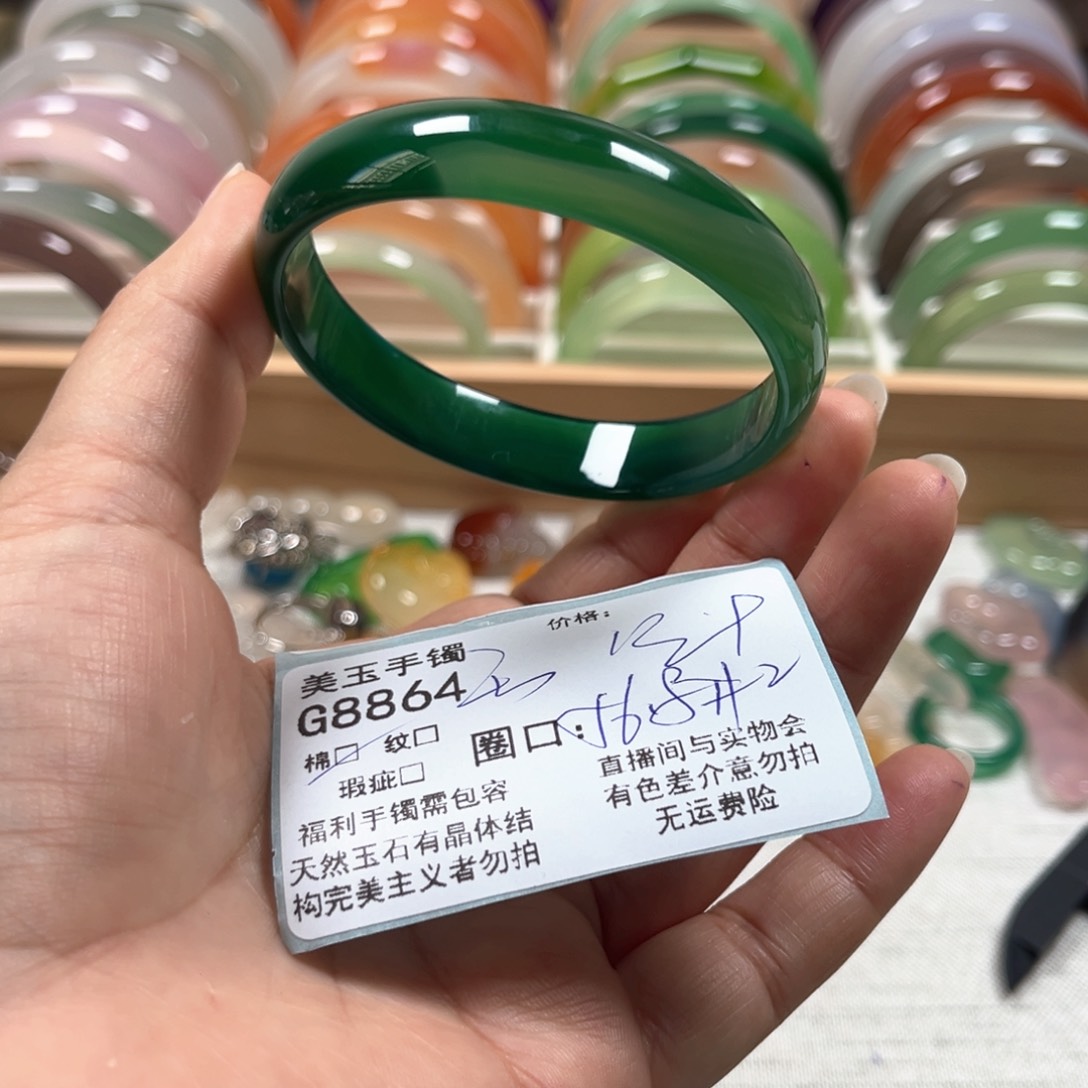 价格:
美玉手镯
G8864
棉□ 纹□
圈口:
瑕疵□
福利手镯需包容
天然玉石有晶体结
构完美主义者勿拍
直播间与实物会
有色差介意勿拍
无运费险